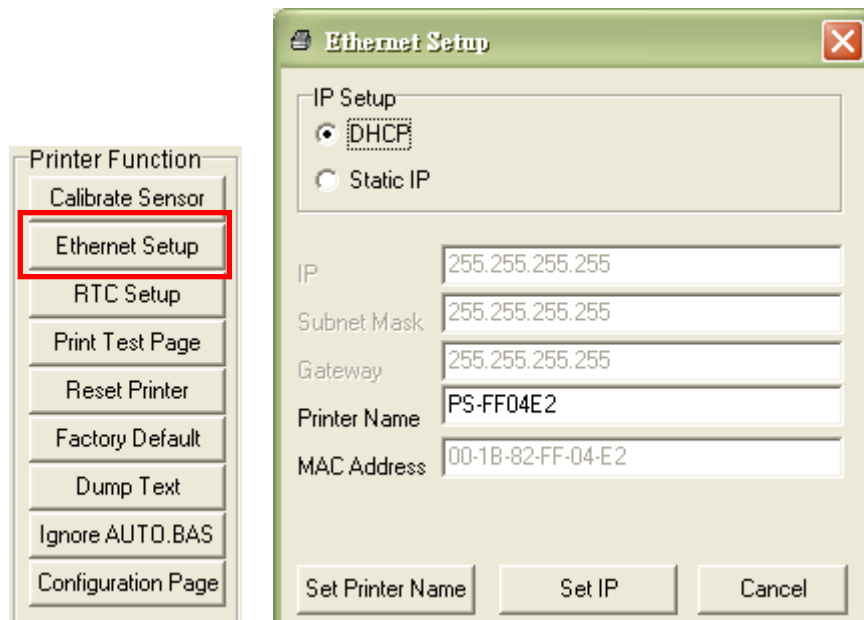 Printer Function
Calibrate Sensor
Ethernet Setup
RTC Setup
Print Test Page
Reset Printer
Factory Default
Dump Text
Ignore AUTO.BAS
Configuration Page
Ethernet Setup
IP Setup
DHCP
Static IP
IP 255.255.255.255
Subnet Mask 255.255.255.255
Gateway 255.255.255.255
Printer Name PS-FF04E2
MAC Address 00-1B-82-FF-04-E2
Set Printer Name Set IP Cancel